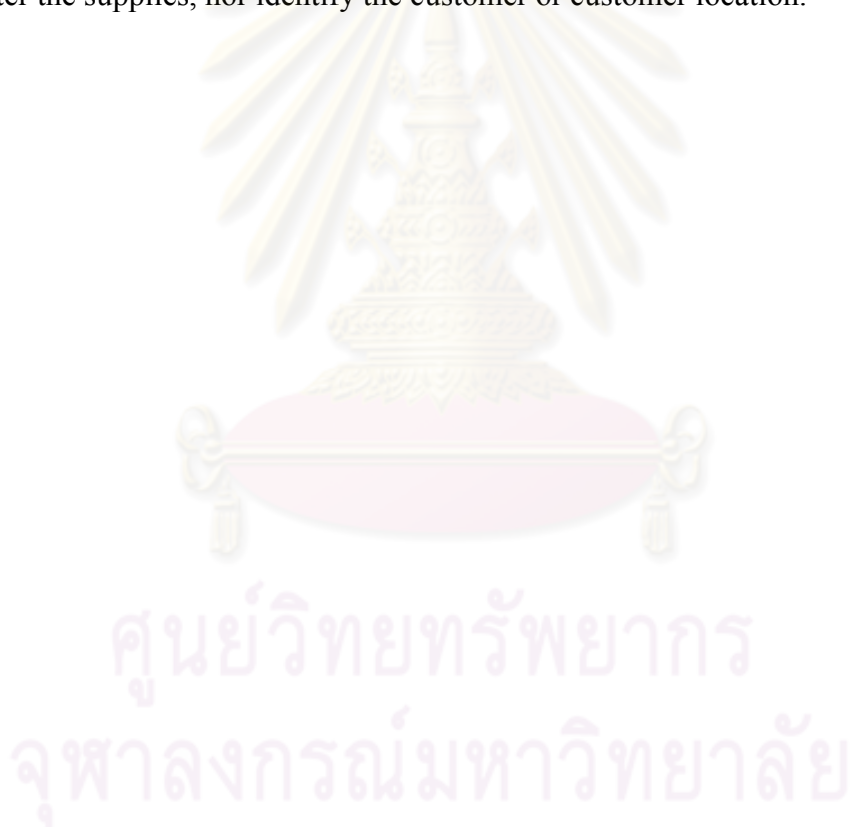 the supplies, nor identify the customer or customer location.
ศูนย์วิทยทรัพยากร
จุฬาลงกรณ์มหาวิทยาลัย